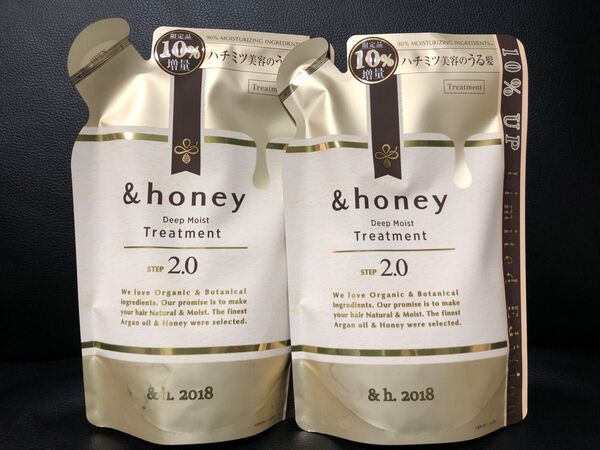 OPEN
限定品
10%
増量
90% MOISTURIZING INGREDIENTS
ハチミツ美容のうる髪
Treatment
&honey
Deep Moist
Treatment
STEP 2.0
We love Organic & Botanical
ingredients. Our promise is to make
your hair Natural & Moist. The finest
Argan oil & Honey were selected.
&h. 2018
限定品
10%
増量
90% MOISTURIZING INGREDIENTS
ハチミツ美容のうる髪
Treatment
&honey
Deep Moist
Treatment
STEP 2.0
We love Organic & Botanical
ingredients. Our promise is to make
your hair Natural & Moist. The finest
Argan oil & Honey were selected.
&h. 2018
10% UP Limited Edition